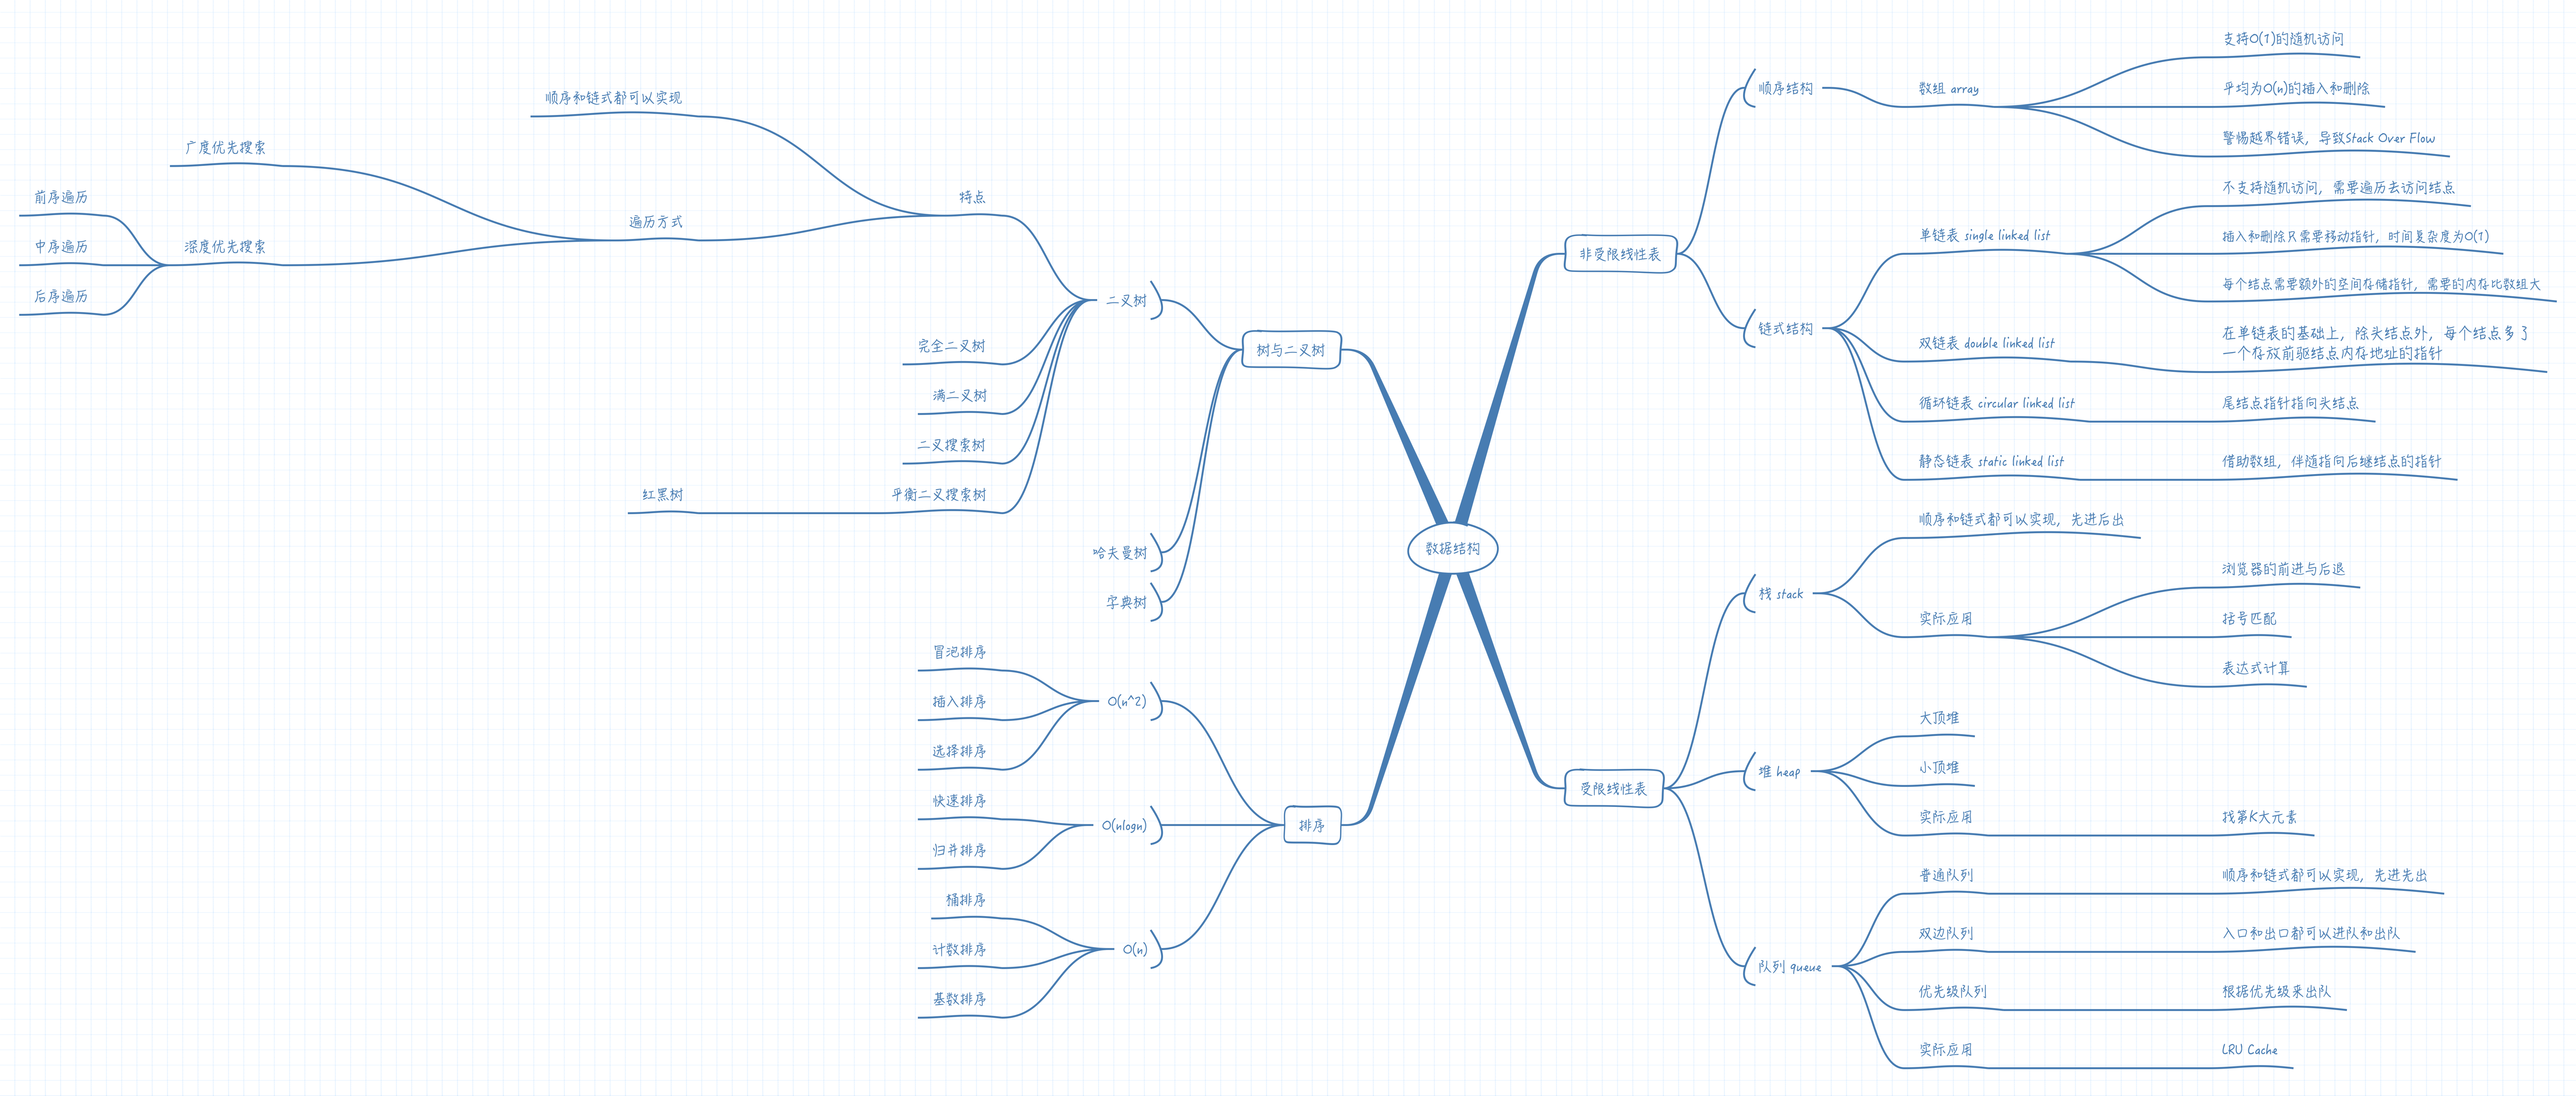 数据结构
非受限线性表
顺序结构
数组 array
支持O(1)的随机访问
平均为O(n)的插入和删除
警惕越界错误，导致Stack Over Flow
链式结构
单链表 single linked list
不支持随机访问，需要遍历去访问结点
插入和删除只需要移动指针，时间复杂度为O(1)
每个结点需要额外的空间存储指针，需要的内存比数组大
双链表 double linked list
在单链表的基础上，除头结点外，每个结点多了
一个存放前驱结点内存地址的指针
循环链表 circular linked list
尾结点指针指向头结点
静态链表 static linked list
借助数组，伴随指向后继结点的指针
受限线性表
栈 stack
顺序和链式都可以实现，先进后出
实际应用
浏览器的前进与后退
括号匹配
表达式计算
堆 heap
大顶堆
小顶堆
实际应用
找第K大元素
队列 queue
普通队列
顺序和链式都可以实现，先进先出
双边队列
入口和出口都可以进队和出队
优先级队列
根据优先级来出队
实际应用
LRU Cache
树与二叉树
二叉树
特点
顺序和链式都可以实现
遍历方式
广度优先搜索
深度优先搜索
前序遍历
中序遍历
后序遍历
完全二叉树
满二叉树
二叉搜索树
平衡二叉搜索树
红黑树
哈夫曼树
字典树
排序
O(n^2)
冒泡排序
插入排序
选择排序
O(nlogn)
快速排序
归并排序
O(n)
桶排序
计数排序
基数排序